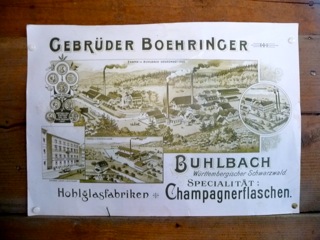 GEBRÜDER BOEHRINGER
BUHLBACH
Württembergischer Schwarzwald
SPECIALITÄT:
Hohlglasfabriken Champagnerflaschen.